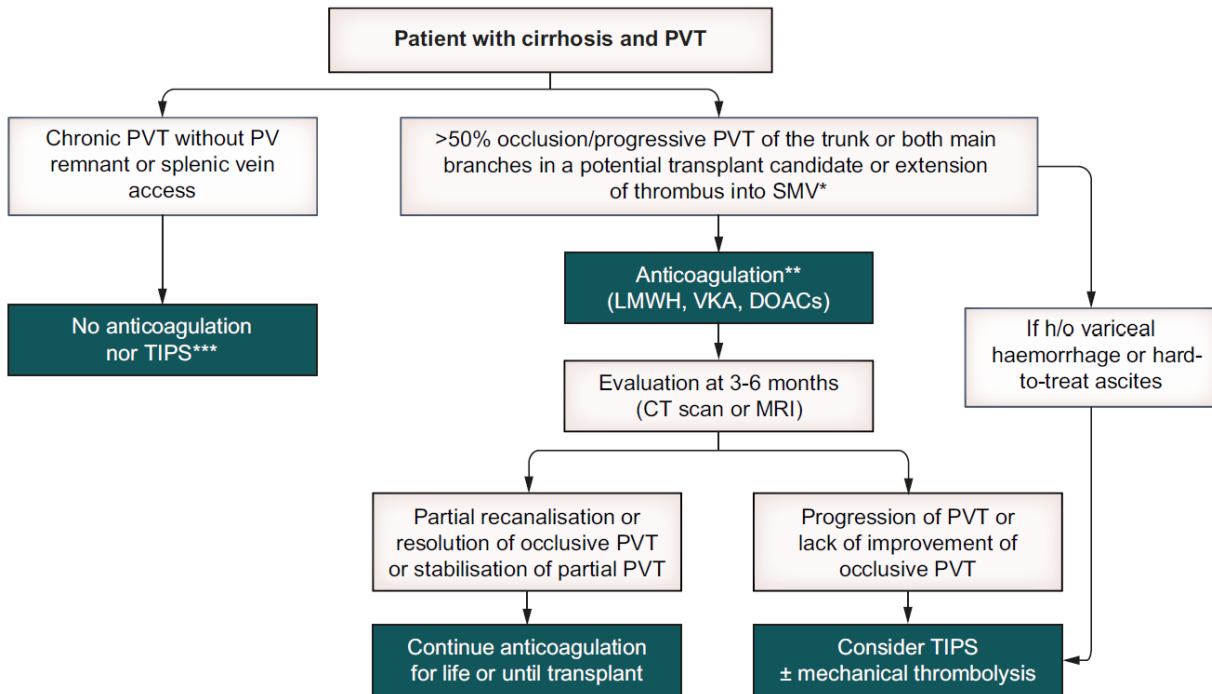 Patient with cirrhosis and PVT
Chronic PVT without PV
remnant or splenic vein
access
>50% occlusion/progressive PVT of the trunk or both main
branches in a potential transplant candidate or extension
of thrombus into SMV*
No anticoagulation
nor TIPS***
Anticoagulation**
(LMWH, VKA, DOACs)
If h/o variceal
haemorrhage or hard-
to-treat ascites
Evaluation at 3-6 months
(CT scan or MRI)
Partial recanalisation or
resolution of occlusive PVT
or stabilisation of partial PVT
Progression of PVT or
lack of improvement of
occlusive PVT
Continue anticoagulation
for life or until transplant
Consider TIPS
± mechanical thrombolysis